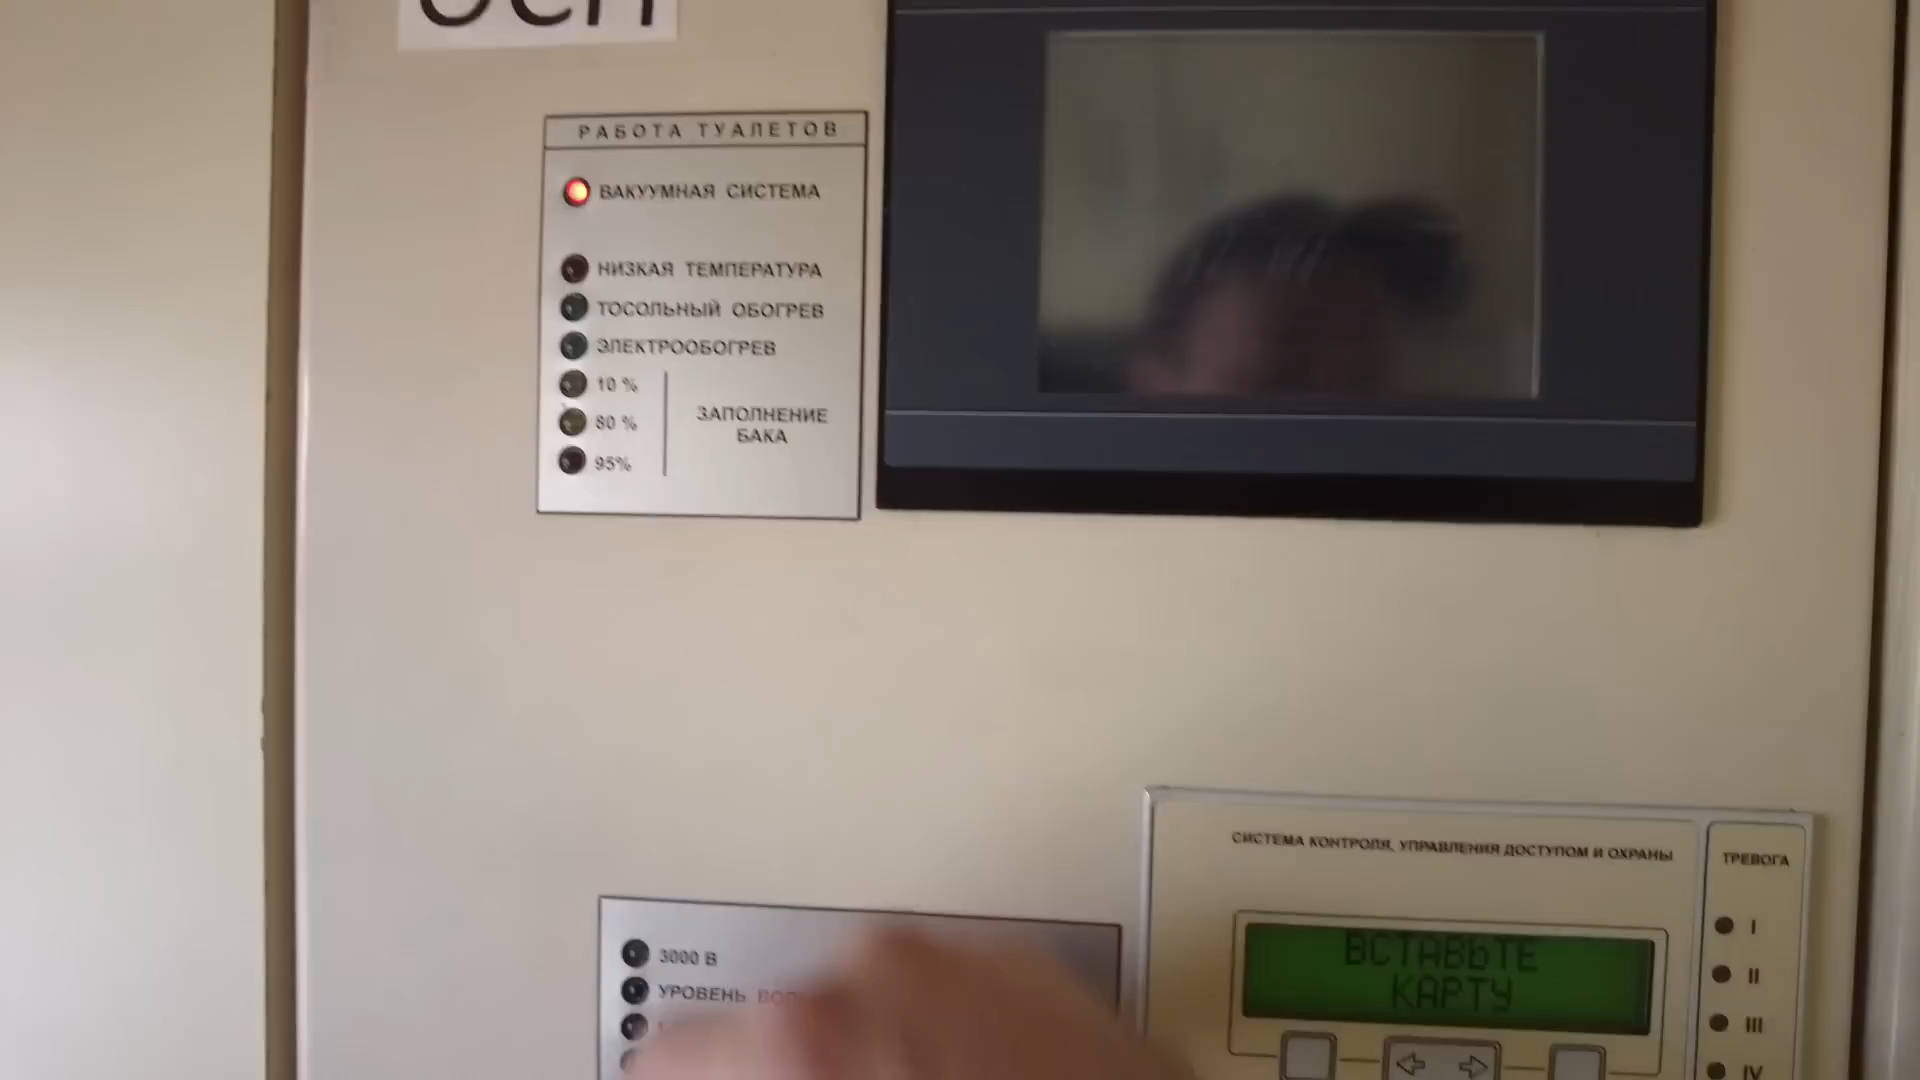 РАБОТА ТУАЛЕТОВ
ВАКУУМНАЯ СИСТЕМА
НИЗКАЯ ТЕМПЕРАТУРА
ТОСОЛЬНЫЙ ОБОГРЕВ
ЭЛЕКТРООБОГРЕВ
10 %
80 %
95%
ЗАПОЛНЕНИЕ
БАКА
3000 В
УРОВЕНЬ
СИСТЕМА КОНТРОЛЯ, УПРАВЛЕНИЯ ДОСТУПОМ И ОХРАНЫ
ВСТАВЬТЕ
КАРТУ
ТРЕВОГА
I
II
III
IV